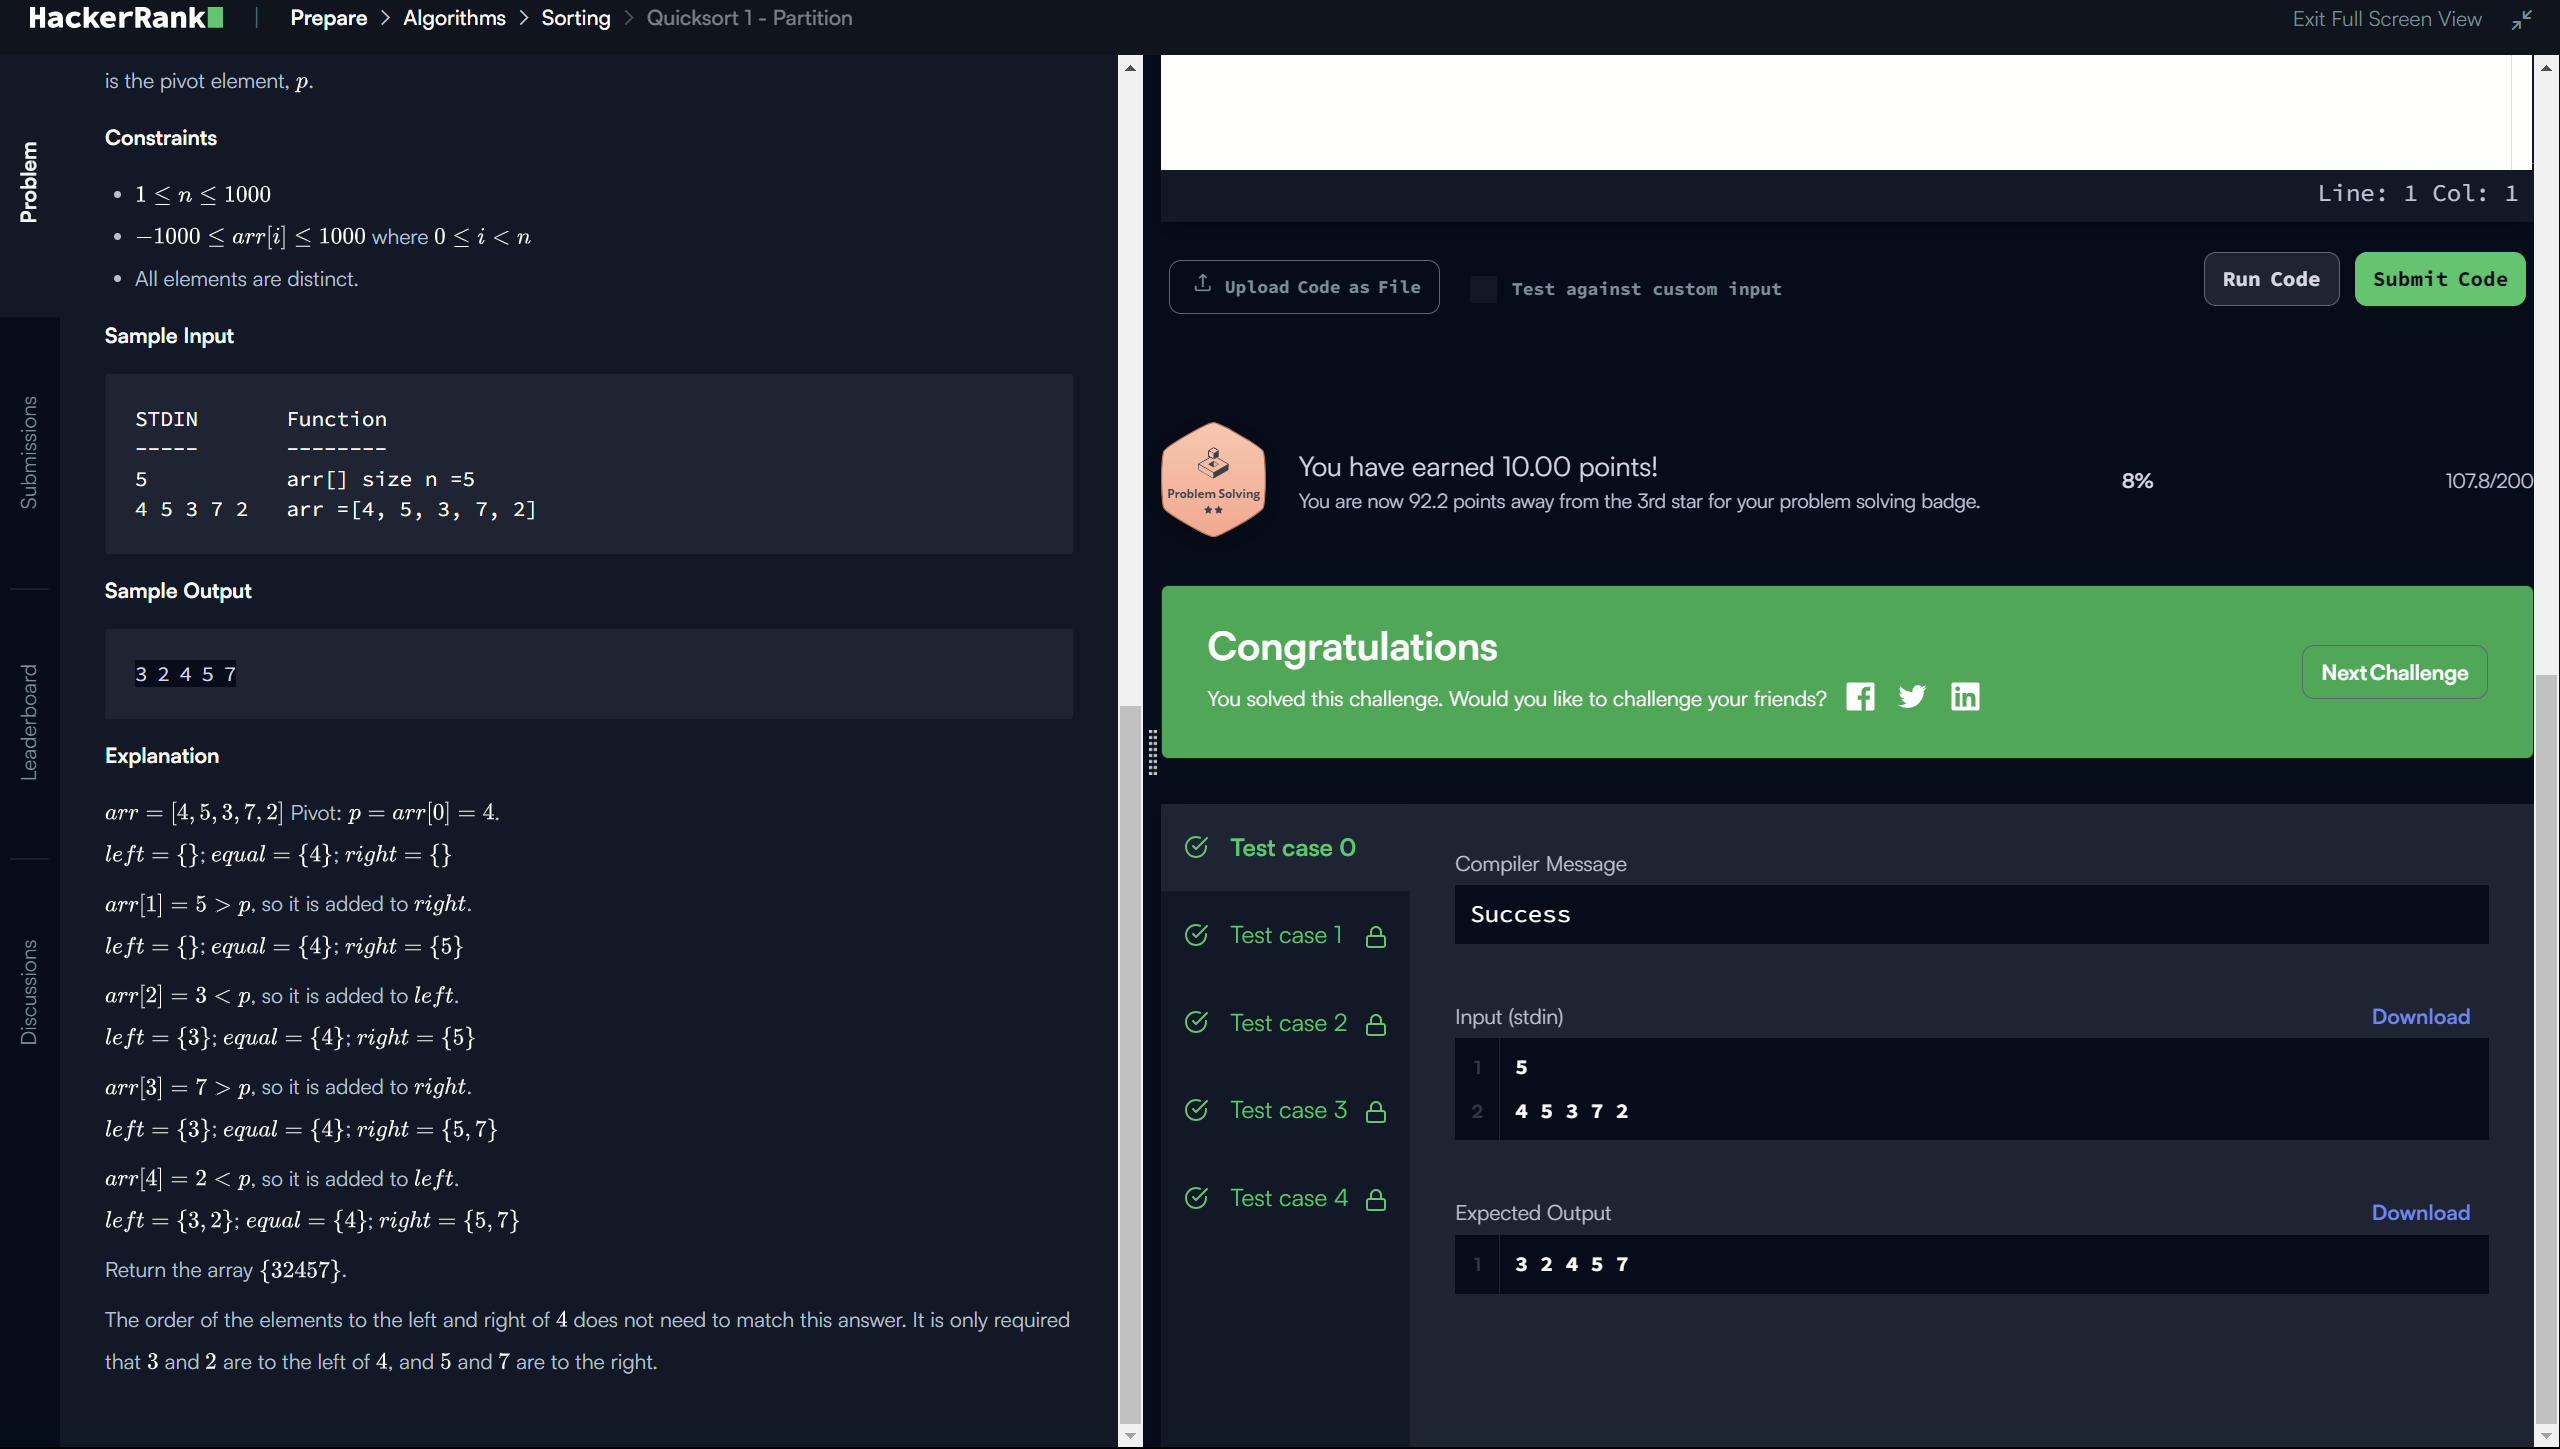 HackerRank | Prepare > Algorithms > Sorting > Quicksort 1 - Partition
Exit Full Screen View
Problem
Submissions
Leaderboard
Discussions
is the pivot element, p.
Constraints
• 1 ≤ n ≤ 1000
• −1000 ≤ arr[i] ≤ 1000 where 0 ≤ i < n
• All elements are distinct.
Sample Input
STDIN Function
----- --------
5 arr[] size n =5
4 5 3 7 2 arr =[4, 5, 3, 7, 2]
Sample Output
3 2 4 5 7
Explanation
arr = [4, 5, 3, 7, 2] Pivot: p = arr[0] = 4.
left = {}; equal = {4}; right = {}
arr[1] = 5 > p, so it is added to right.
left = {}; equal = {4}; right = {5}
arr[2] = 3 < p, so it is added to left.
left = {3}; equal = {4}; right = {5}
arr[3] = 7 > p, so it is added to right.
left = {3}; equal = {4}; right = {5, 7}
arr[4] = 2 < p, so it is added to left.
left = {3, 2}; equal = {4}; right = {5, 7}
Return the array {32457}.
The order of the elements to the left and right of 4 does not need to match this answer. It is only required
that 3 and 2 are to the left of 4, and 5 and 7 are to the right.
Line: 1 Col: 1
Upload Code as File
Test against custom input
Run Code
Submit Code
Problem Solving
You have earned 10.00 points!
You are now 92.2 points away from the 3rd star for your problem solving badge.
8%
107.8/200
Congratulations
You solved this challenge. Would you like to challenge your friends?
Next Challenge
Test case 0
Test case 1
Test case 2
Test case 3
Test case 4
Compiler Message
Success
Input (stdin)
Download
1 5
2 4 5 3 7 2
Expected Output
Download
1 3 2 4 5 7